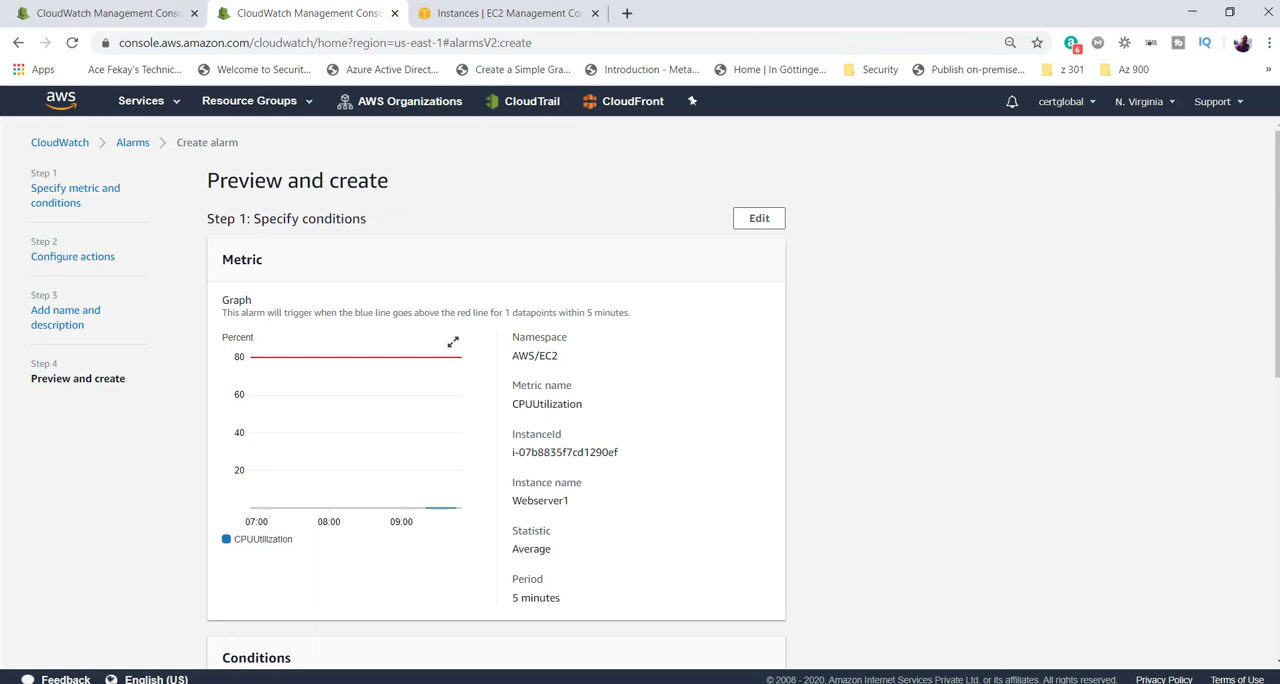 CloudWatch Management Conso
CloudWatch Management Conso
Instances | EC2 Management Con
console.aws.amazon.com/cloudwatch/home?region=us-east-1#alarmsV2:create
Apps
Ace Fekay's Technic...
Welcome to Securit...
Azure Active Direct...
Create a Simple Gra...
Introduction - Meta...
Home | In Göttinge...
Security
Publish on-premise...
z 301
Az 900
»
aws
Services
Resource Groups
AWS Organizations
CloudTrail
CloudFront
certglobal
N. Virginia
Support
CloudWatch
Alarms
Create alarm
Step 1
Specify metric and
conditions
Step 2
Configure actions
Step 3
Add name and
description
Step 4
Preview and create
Preview and create
Step 1: Specify conditions
Edit
Metric
Graph
This alarm will trigger when the blue line goes above the red line for 1 datapoints within 5 minutes.
Percent
80
60
40
20
07:00
08:00
09:00
CPUUtilization
Namespace
AWS/EC2
Metric name
CPUUtilization
InstanceId
i-07b8835f7cd1290ef
Instance name
Webserver1
Statistic
Average
Period
5 minutes
Conditions
Feedback
English (US)
© 2008 - 2020, Amazon Internet Services Private Ltd. or its affiliates. All rights reserved.
Privacy Policy
Terms of Use